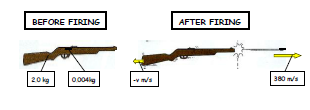 BEFORE FIRING
AFTER FIRING
2.0 kg
0.004kg
-v m/s
380 m/s